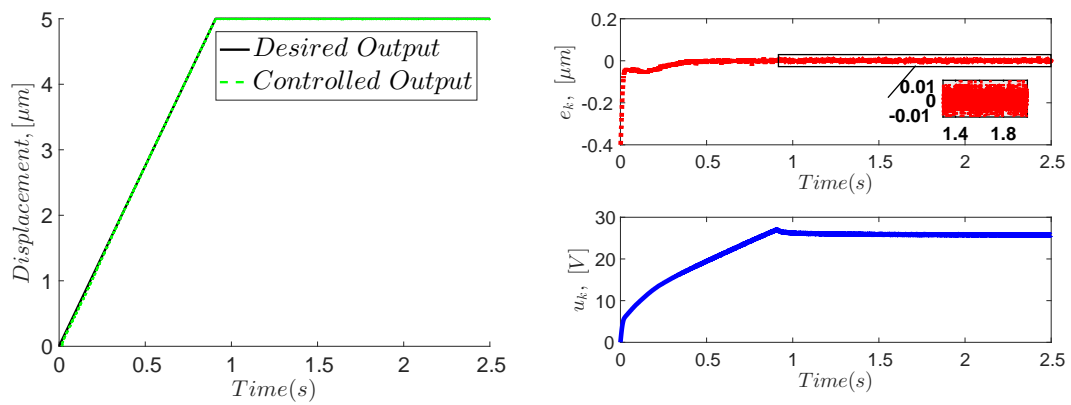 5
4
3
2
1
0
Displacement, [μm]
Desired Output
Controlled Output
0 0.5 1 1.5 2 2.5
Time(s)
0.2
0
-0.2
-0.4
e_k, [μm]
0.01
0
-0.01
1.4 1.8
0 0.5 1 1.5 2 2.5
Time(s)
30
20
10
0
u_k, [V]
0 0.5 1 1.5 2 2.5
Time(s)